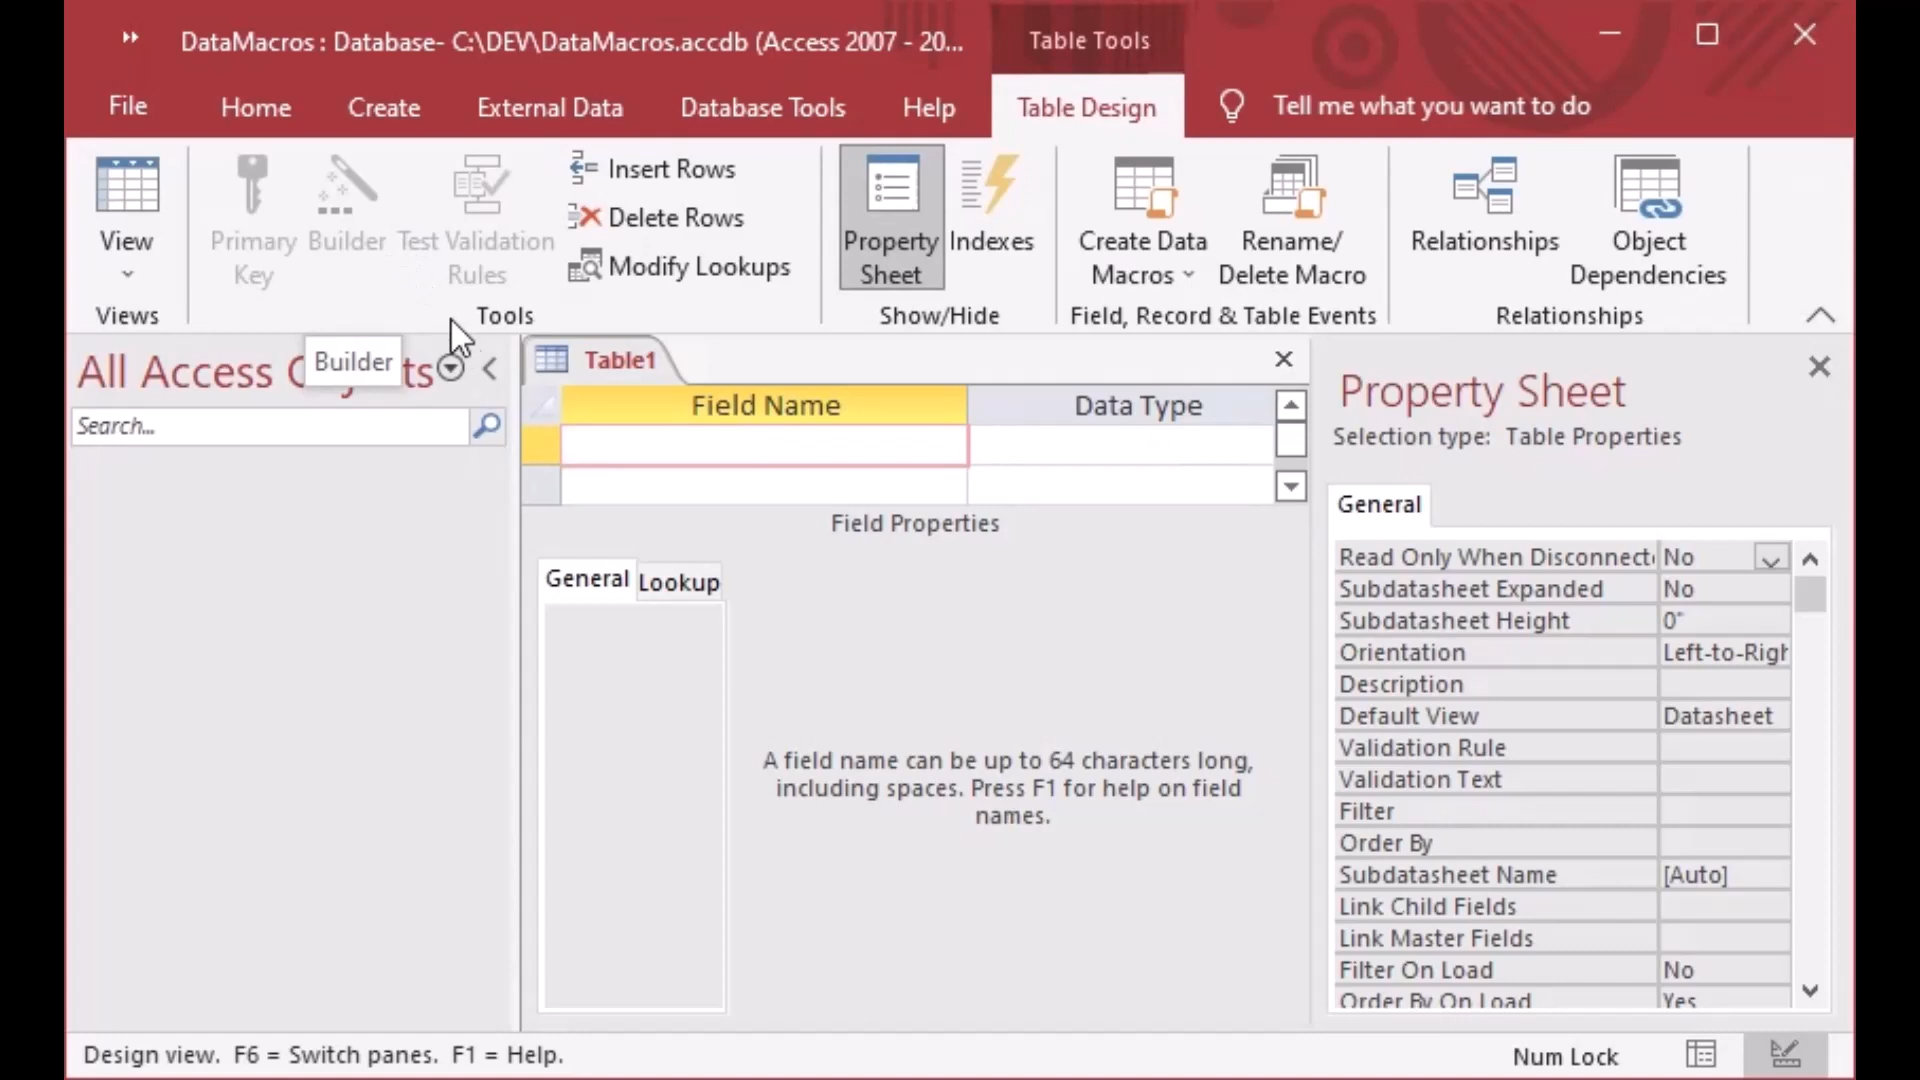 DataMacros : Database- C:\DEV\DataMacros.accdb (Access 2007 - 20...
Table Tools
File
Home
Create
External Data
Database Tools
Help
Table Design
Tell me what you want to do
View
Primary
Key
Builder
Test Validation
Rules
Insert Rows
Delete Rows
Modify Lookups
Property
Sheet
Indexes
Create Data
Macros
Rename/
Delete Macro
Relationships
Object
Dependencies
Views
Tools
Show/Hide
Field, Record & Table Events
Relationships
All Access
Builder
Search...
Table1
Field Name
Data Type
Field Properties
General
Lookup
A field name can be up to 64 characters long,
including spaces. Press F1 for help on field
names.
Property Sheet
Selection type: Table Properties
General
Read Only When Disconnect No
Subdatasheet Expanded No
Subdatasheet Height 0"
Orientation Left-to-Righ
Description
Default View Datasheet
Validation Rule
Validation Text
Filter
Order By
Subdatasheet Name [Auto]
Link Child Fields
Link Master Fields
Filter On Load No
Order By On Load Yes
Design view. F6 = Switch panes. F1 = Help.
Num Lock